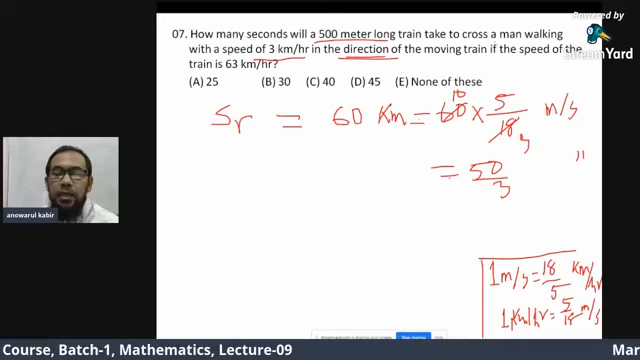 Powered by
StreamYard
07. How many seconds will a 500 meter long train take to cross a man walking
with a speed of 3 km/hr in the direction of the moving train if the speed of the
train is 63 km/hr?
(A) 25 (B) 30 (C) 40 (D) 45 (E) None of these
Sr = 60 Km = 60 10 × 5/18 3 m/s
= 50/3 "
1 m/s = 18/5 Km/hr
1 Km/hr = 5/18 m/s
anowarul kabir
Course, Batch-1, Mathematics, Lecture-09 Mar